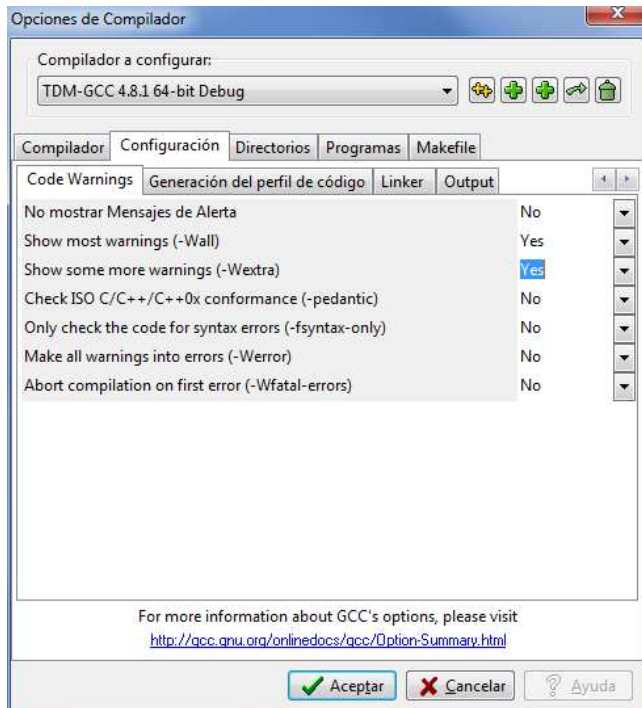 Opciones de Compilador
x
Compilador a configurar:
TDM-GCC 4.8.1 64-bit Debug
Compilador Configuración Directorios Programas Makefile
Code Warnings Generación del perfil de código Linker Output
No mostrar Mensajes de Alerta No
Show most warnings (-Wall) Yes
Show some more warnings (-Wextra) Yes
Check ISO C/C++/C++0x conformance (-pedantic) No
Only check the code for syntax errors (-fsyntax-only) No
Make all warnings into errors (-Werror) No
Abort compilation on first error (-Wfatal-errors) No
For more information about GCC's options, please visit
http://gcc.gnu.org/onlinedocs/gcc/Option-Summary.html
Aceptar Cancelar ? Ayuda